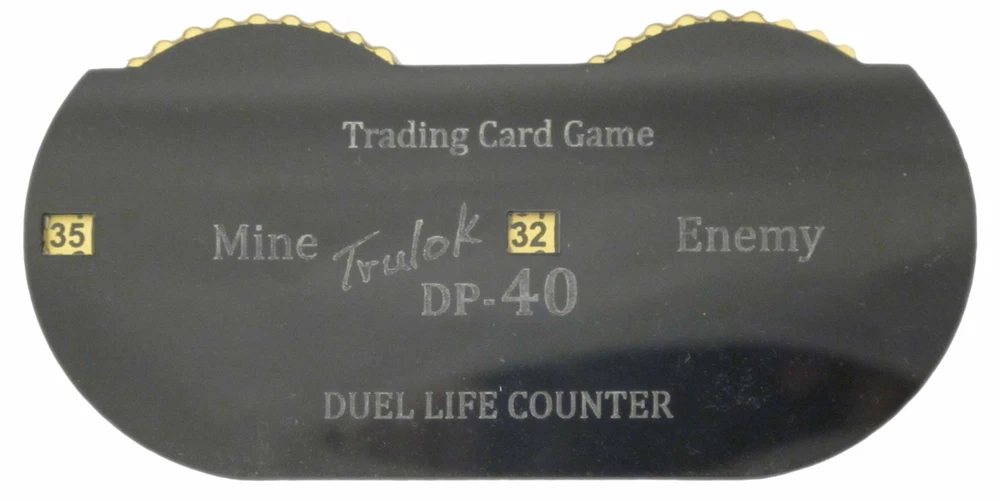 Trading Card Game
35 Mine Trulok 32 Enemy
DP-40
DUEL LIFE COUNTER